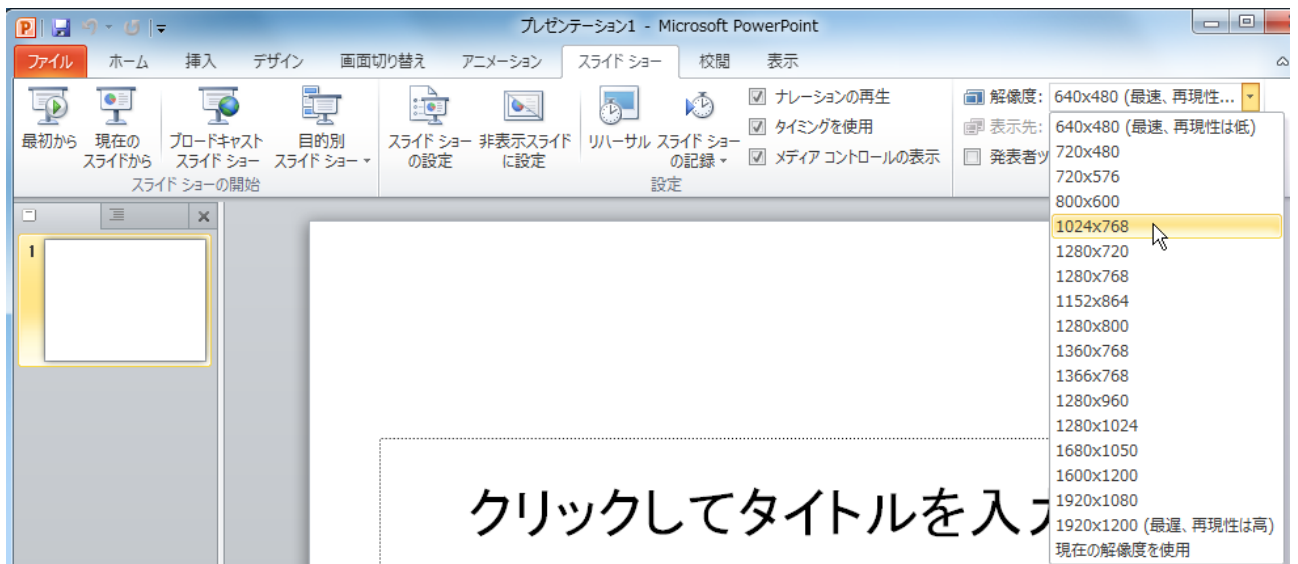 プレゼンテーション1 - Microsoft PowerPoint
ファイル ホーム 挿入 デザイン 画面切り替え アニメーション スライド ショー 校閲 表示
最初から
現在の
スライドから
ブロードキャスト
スライド ショー
目的別
スライド ショー
スライド ショーの開始
スライド ショー
の設定
非表示スライド
に設定
リハーサル
スライド ショー
の記録
ナレーションの再生
タイミングを使用
メディア コントロールの表示
設定
解像度: 640x480 (最速、再現性...
表示先:
発表者ツ
640x480 (最速、再現性は低)
720x480
720x576
800x600
1024x768
1280x720
1280x768
1152x864
1280x800
1360x768
1366x768
1280x960
1280x1024
1680x1050
1600x1200
1920x1080
1920x1200 (最遅、再現性は高)
現在の解像度を使用
1
クリックしてタイトルを入